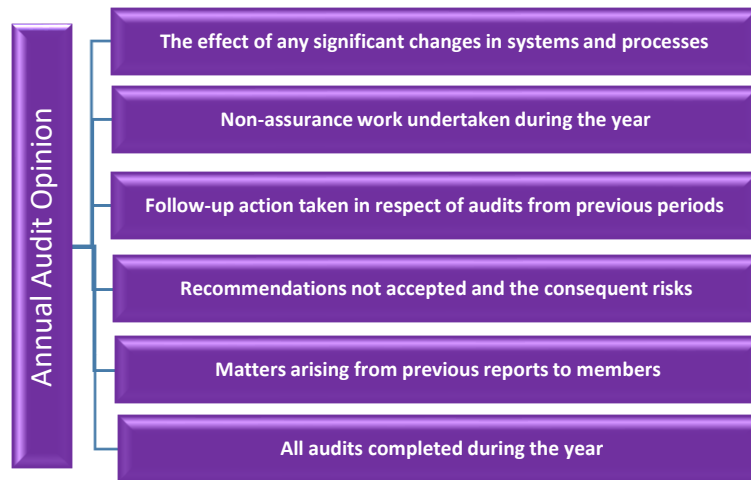 Annual Audit Opinion
The effect of any significant changes in systems and processes
Non-assurance work undertaken during the year
Follow-up action taken in respect of audits from previous periods
Recommendations not accepted and the consequent risks
Matters arising from previous reports to members
All audits completed during the year